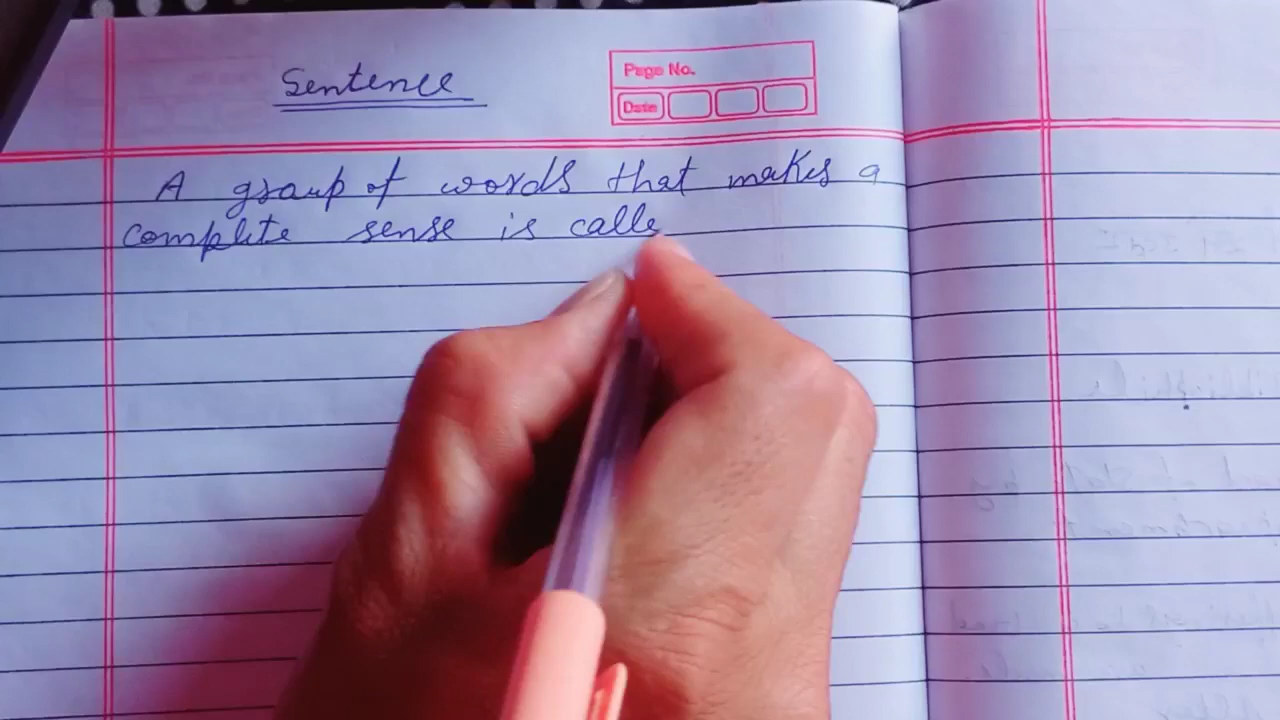 Sentence
Page No.
Date
A group of words that makes a
complete sense is calle